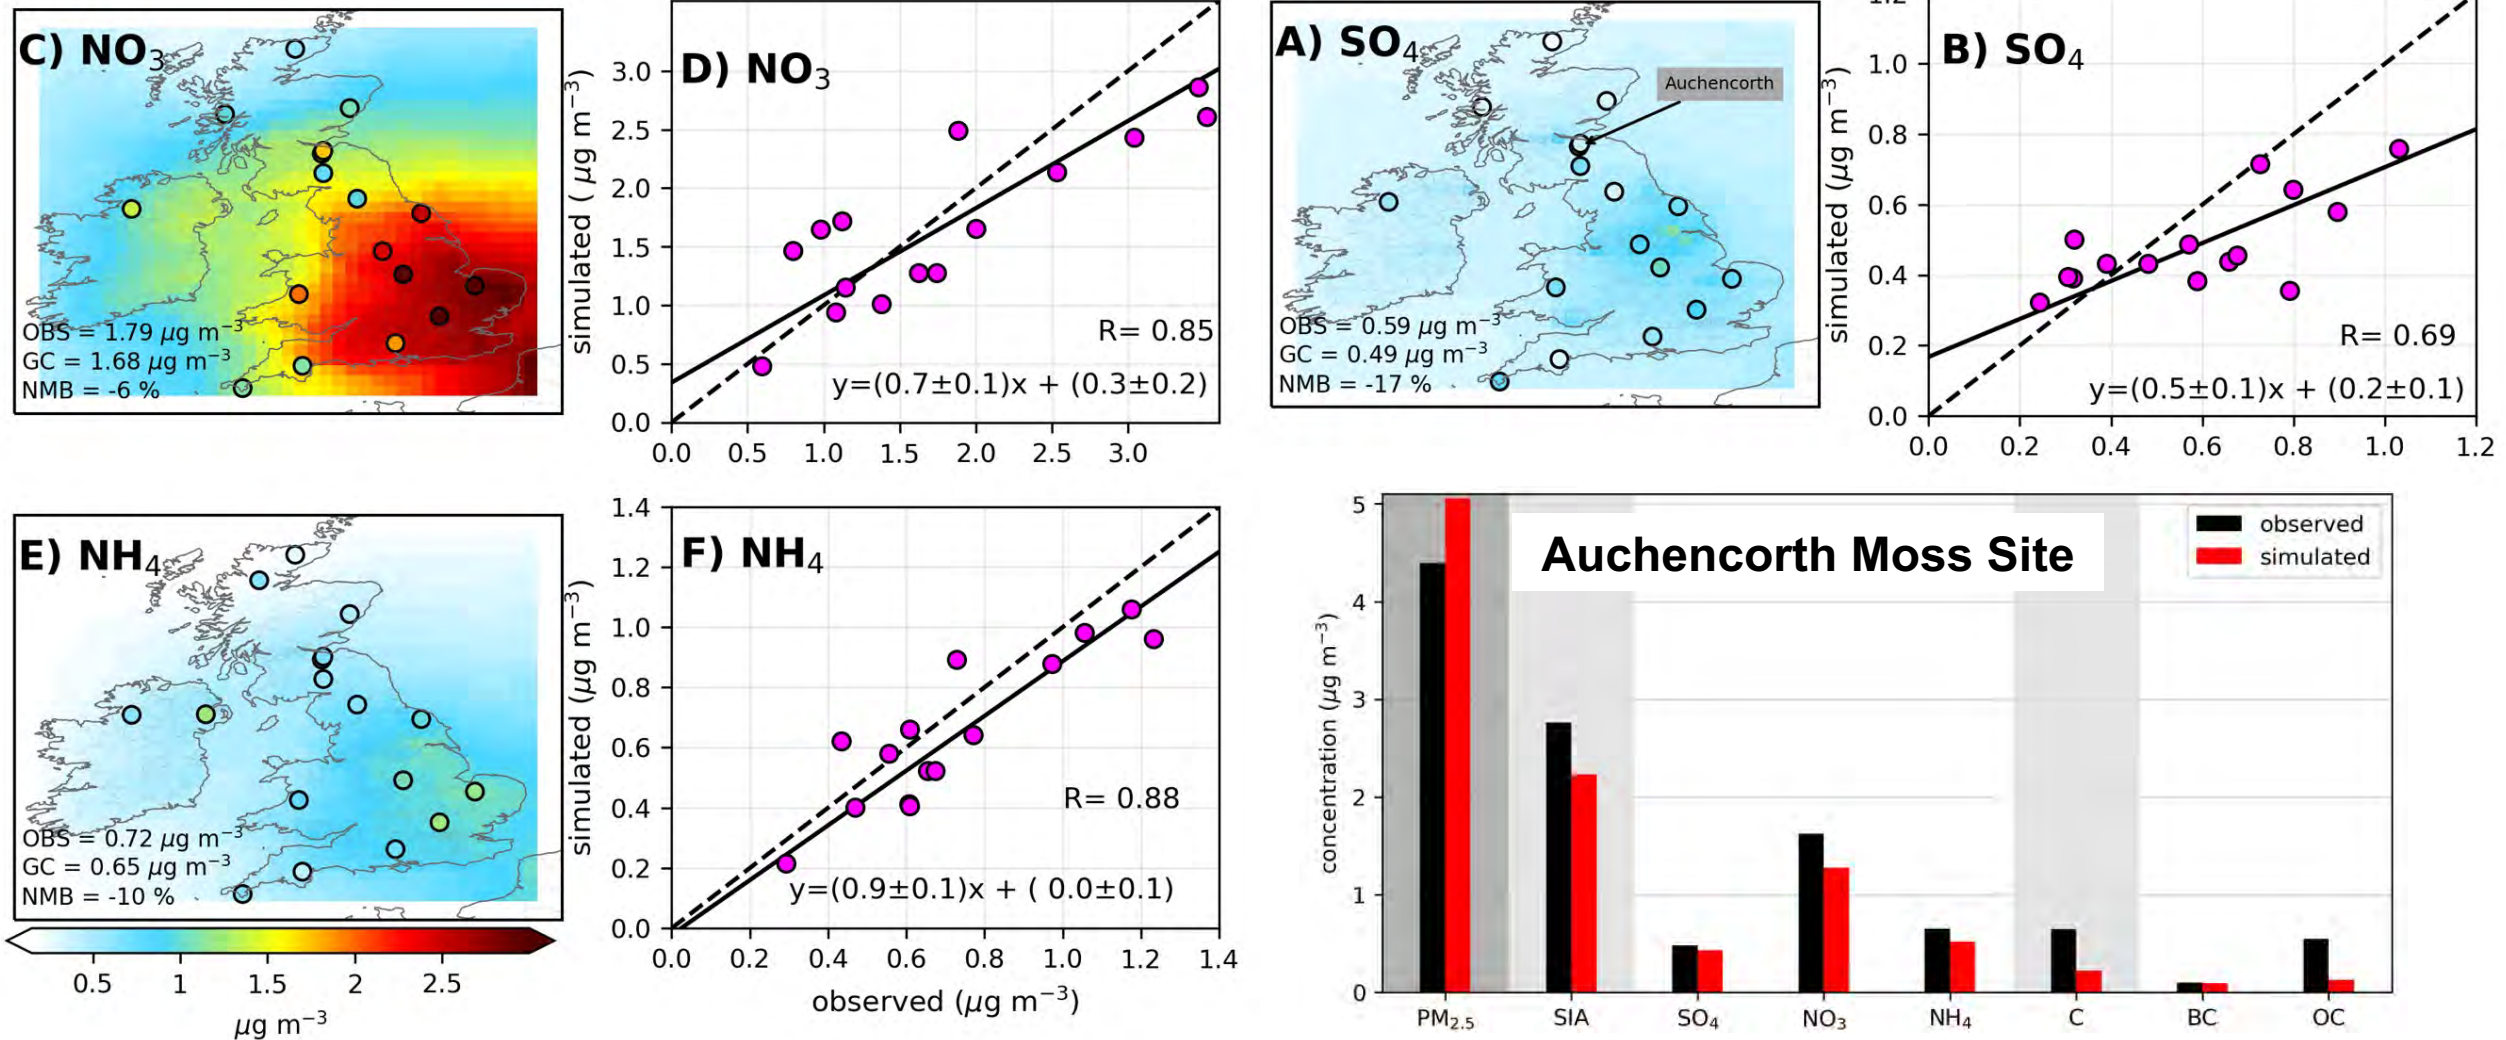 C) NO₃
OBS = 1.79 μg m⁻³
GC = 1.68 μg m⁻³
NMB = -6 %
D) NO₃
simulated ( μg m⁻³)
3.0
2.5
2.0
1.5
1.0
0.5
0.0
R= 0.85
y=(0.7±0.1)x + (0.3±0.2)
0.0 0.5 1.0 1.5 2.0 2.5 3.0
A) SO₄
Auchencorth
OBS = 0.59 μg m⁻³
GC = 0.49 μg m⁻³
NMB = -17 %
B) SO₄
simulated (μg m⁻³)
1.2
1.0
0.8
0.6
0.4
0.2
0.0
R= 0.69
y=(0.5±0.1)x + (0.2±0.1)
0.0 0.2 0.4 0.6 0.8 1.0 1.2
E) NH₄
OBS = 0.72 μg m⁻³
GC = 0.65 μg m⁻³
NMB = -10 %
0.5 1 1.5 2 2.5
μg m⁻³
F) NH₄
simulated (μg m⁻³)
1.4
1.2
1.0
0.8
0.6
0.4
0.2
0.0
R= 0.88
y=(0.9±0.1)x + ( 0.0±0.1)
0.0 0.2 0.4 0.6 0.8 1.0 1.2 1.4
observed (μg m⁻³)
Auchencorth Moss Site
observed
simulated
concentration (μg m⁻³)
5
4
3
2
1
0
PM₂.₅ SIA SO₄ NO₃ NH₄ C BC OC